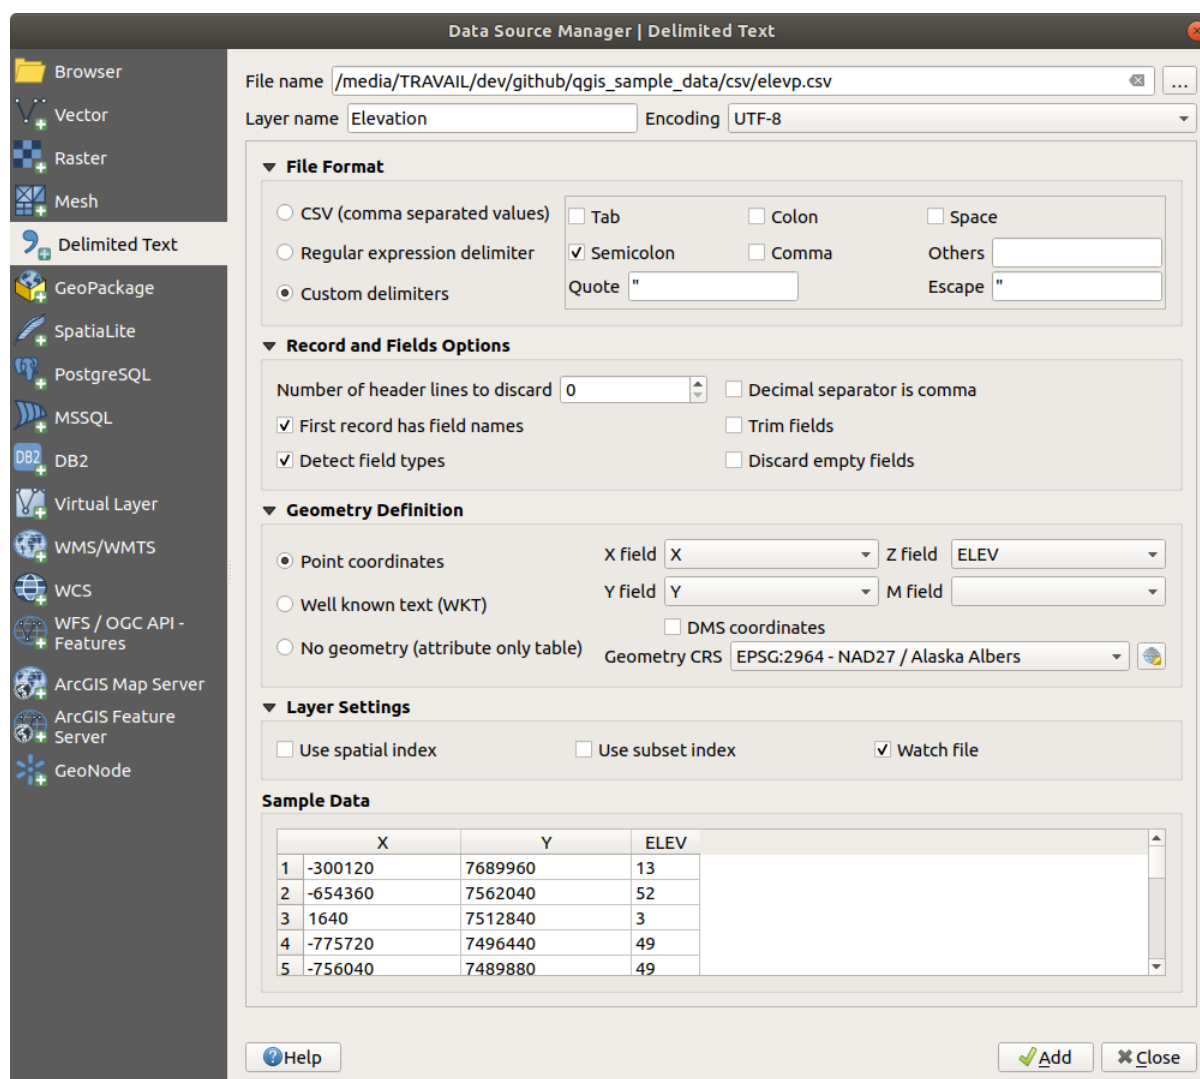 Data Source Manager | Delimited Text
Browser
Vector
Raster
Mesh
Delimited Text
GeoPackage
SpatiaLite
PostgreSQL
MSSQL
DB2
DB2
Virtual Layer
WMS/WMTS
WCS
WFS / OGC API -
Features
ArcGIS Map Server
ArcGIS Feature
Server
GeoNode
File name /media/TRAVAIL/dev/github/qgis_sample_data/csv/elevp.csv ...
Layer name Elevation Encoding UTF-8
File Format
CSV (comma separated values) Tab Colon Space
Regular expression delimiter Semicolon Comma Others
Custom delimiters Quote " Escape "
Record and Fields Options
Number of header lines to discard 0 Decimal separator is comma
First record has field names Trim fields
Detect field types Discard empty fields
Geometry Definition
Point coordinates X field X Z field ELEV
Well known text (WKT) Y field Y M field
DMS coordinates
No geometry (attribute only table) Geometry CRS EPSG:2964 - NAD27 / Alaska Albers
Layer Settings
Use spatial index Use subset index Watch file
Sample Data
X Y ELEV
1 -300120 7689960 13
2 -654360 7562040 52
3 1640 7512840 3
4 -775720 7496440 49
5 -756040 7489880 49
?Help Add Close